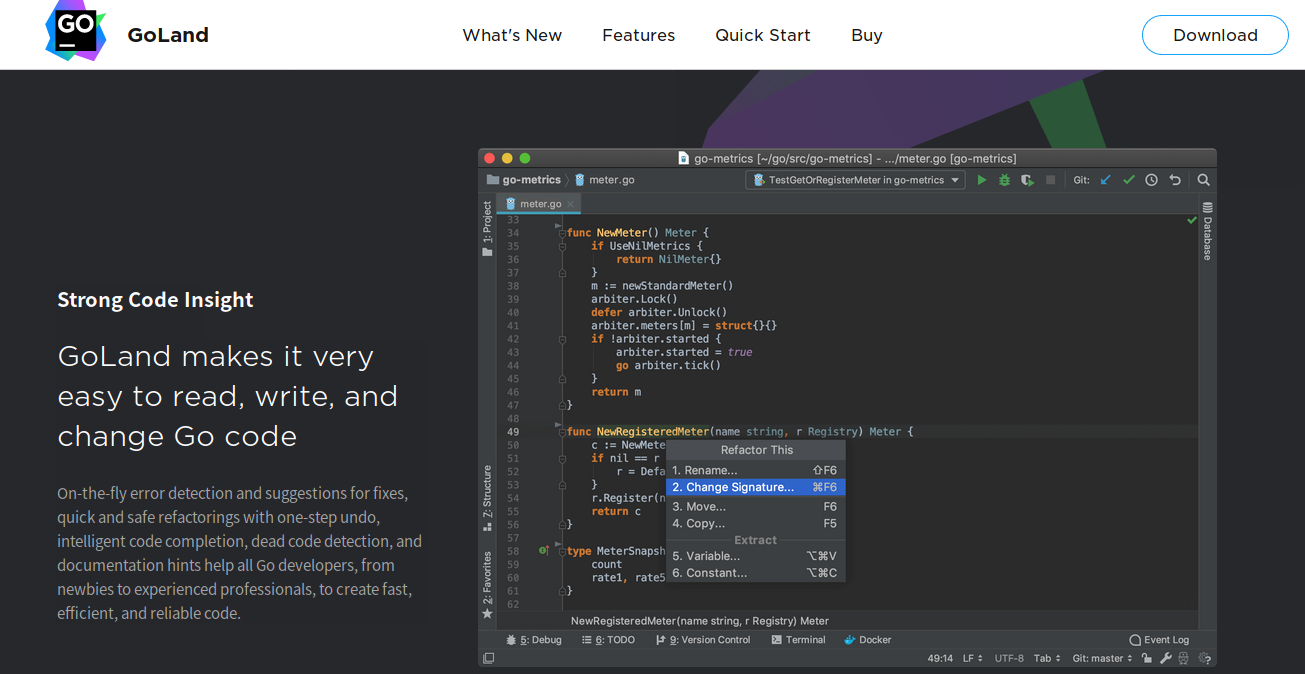 GO
GoLand
What's New
Features
Quick Start
Buy
Download
Strong Code Insight
GoLand makes it very
easy to read, write, and
change Go code
On-the-fly error detection and suggestions for fixes,
quick and safe refactorings with one-step undo,
intelligent code completion, dead code detection, and
documentation hints help all Go developers, from
newbies to experienced professionals, to create fast,
efficient, and reliable code.
go-metrics [~/go/src/go-metrics] - .../meter.go [go-metrics]
go-metrics
meter.go
TestGetOrRegisterMeter in go-metrics
Git:
meter.go
1: Project
Database
Z: Structure
2: Favorites
33
34 func NewMeter() Meter {
35 if UseNilMetrics {
36 return NilMeter{}
37 }
38 m := newStandardMeter()
39 arbiter.Lock()
40 defer arbiter.Unlock()
41 arbiter.meters[m] = struct{}{}
42 if !arbiter.started {
43 arbiter.started = true
44 go arbiter.tick()
45 }
46 return m
47 }
48
49 func NewRegisteredMeter(name string, r Registry) Meter {
50 c := NewMete
51 if nil == r
52 r = Defa
53 }
54 r.Register(n
55 return c
56 }
57
58 type MeterSnapsh
59 count
60 rate1, rate5
61 }
62
Refactor This
1. Rename... ⇧F6
2. Change Signature... ⌘F6
3. Move... F6
4. Copy... F5
Extract
5. Variable... ⌥⌘V
6. Constant... ⌥⌘C
NewRegisteredMeter(name string, r Registry) Meter
5: Debug
6: TODO
9: Version Control
Terminal
Docker
Event Log
49:14
LF
UTF-8
Tab
Git: master